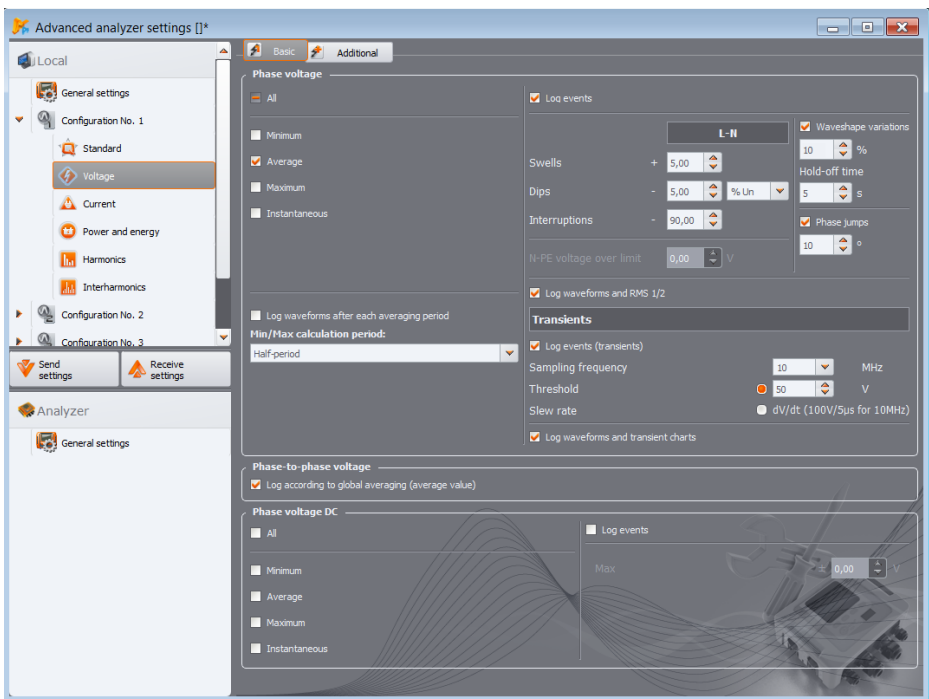 Advanced analyzer settings []*
Local
General settings
Configuration No. 1
Standard
Voltage
Current
Power and energy
Harmonics
Interharmonics
Configuration No. 2
Configuration No. 3
Send settings
Receive settings
Analyzer
General settings
Basic
Additional
Phase voltage
All
Minimum
Average
Maximum
Instantaneous
Log waveforms after each averaging period
Min/Max calculation period:
Half-period
Log events
L-N
Swells + 5,00
Dips - 5,00 % Un
Interruptions - 90,00
N-PE voltage over limit 0,00 V
Waveshape variations
10 %
Hold-off time
5 s
Phase jumps
10 °
Log waveforms and RMS 1/2
Transients
Log events (transients)
Sampling frequency 10 MHz
Threshold 50 V
Slew rate dV/dt (100V/5µs for 10MHz)
Log waveforms and transient charts
Phase-to-phase voltage
Log according to global averaging (average value)
Phase voltage DC
All
Minimum
Average
Maximum
Instantaneous
Log events
Max ± 0,00 V